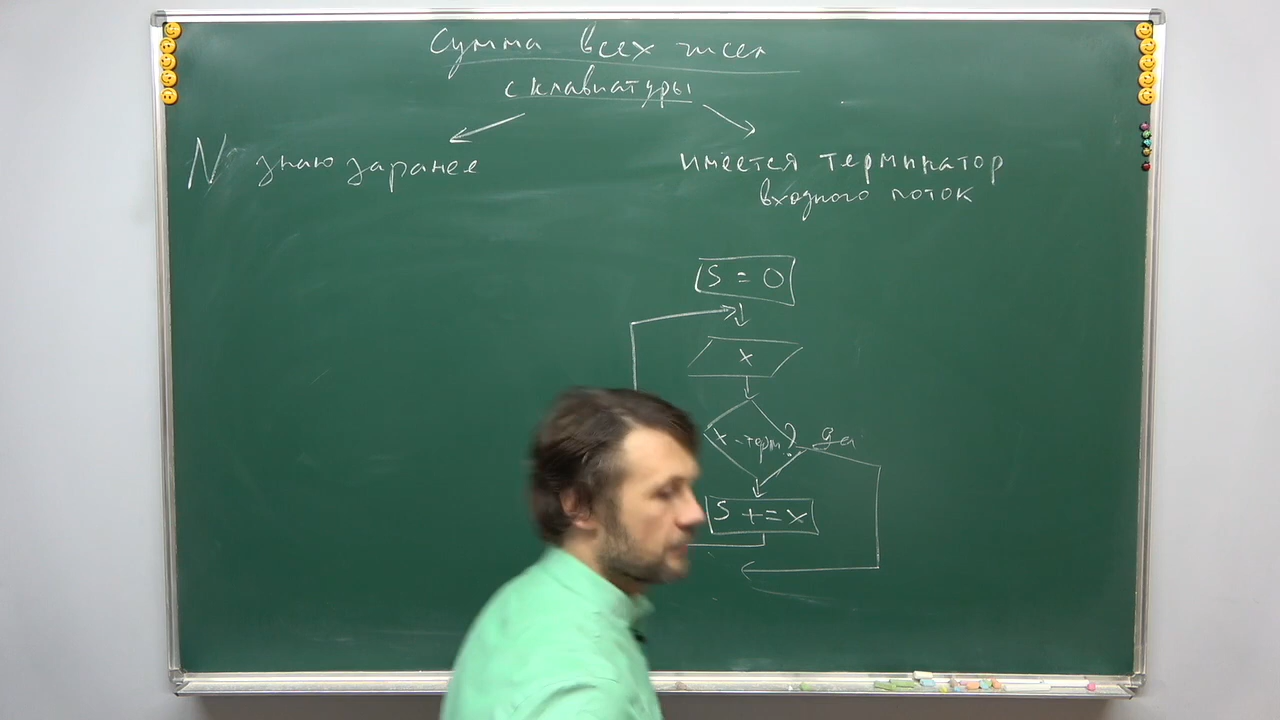 Сумма всех чисел
с клавиатуры
N знаю заранее
имеется терминатор
входного поток
S = 0
x
x - терм? да
S += x